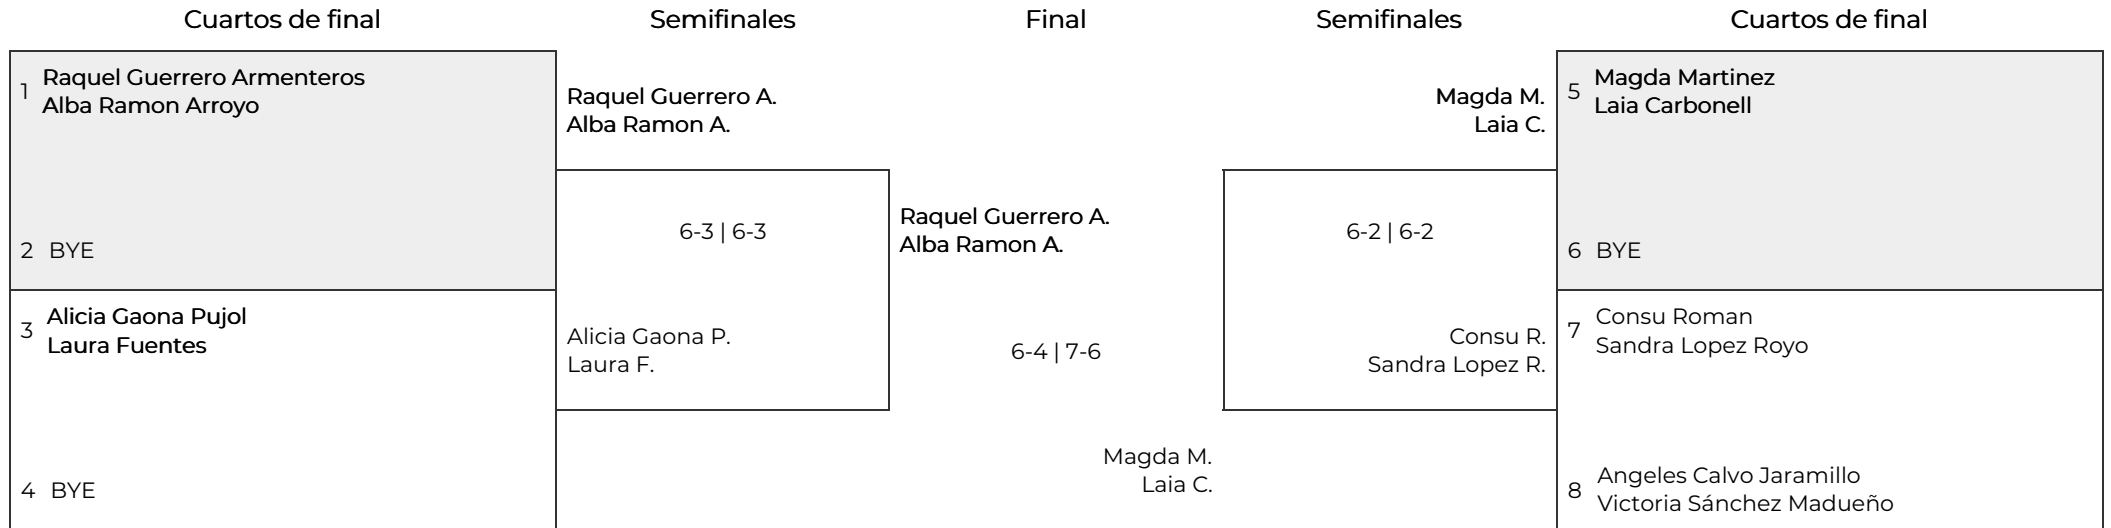 Cuartos de final
Semifinales
Final
Semifinales
Cuartos de final
1
Raquel Guerrero Armenteros
Alba Ramon Arroyo
2 BYE
3
Alicia Gaona Pujol
Laura Fuentes
4 BYE
Raquel Guerrero A.
Alba Ramon A.
6-3 | 6-3
Alicia Gaona P.
Laura F.
Raquel Guerrero A.
Alba Ramon A.
6-4 | 7-6
Magda M.
Laia C.
Magda M.
Laia C.
6-2 | 6-2
Consu R.
Sandra Lopez R.
5
Magda Martinez
Laia Carbonell
6 BYE
7
Consu Roman
Sandra Lopez Royo
8
Angeles Calvo Jaramillo
Victoria Sánchez Madueño